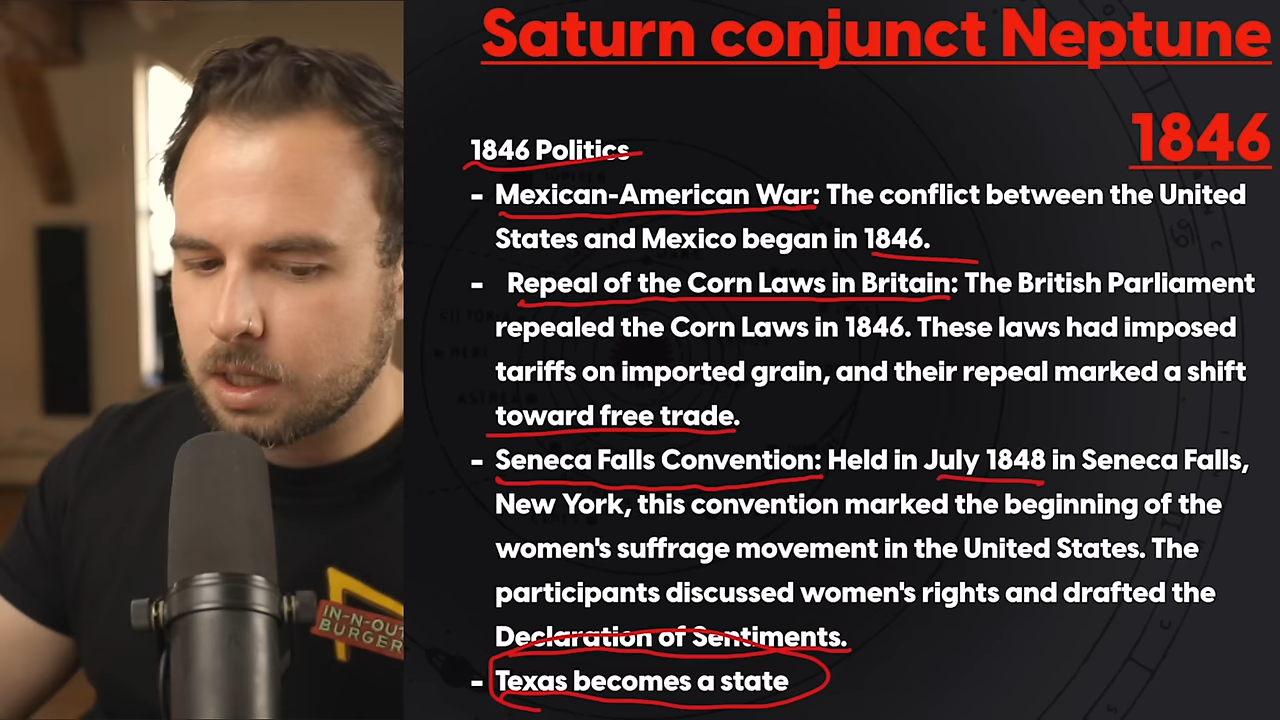 Saturn conjunct Neptune
1846
1846 Politics
- Mexican-American War: The conflict between the United
States and Mexico began in 1846.
- Repeal of the Corn Laws in Britain: The British Parliament
repealed the Corn Laws in 1846. These laws had imposed
tariffs on imported grain, and their repeal marked a shift
toward free trade.
- Seneca Falls Convention: Held in July 1848 in Seneca Falls,
New York, this convention marked the beginning of the
women's suffrage movement in the United States. The
participants discussed women's rights and drafted the
Declaration of Sentiments.
- Texas becomes a state
IN-N-OUT
BURGER